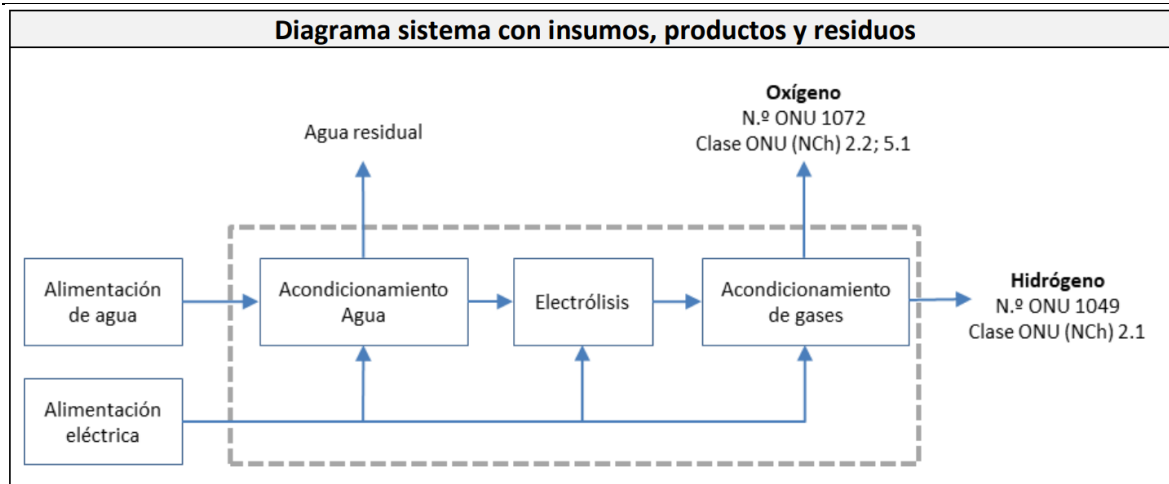 Diagrama sistema con insumos, productos y residuos
Oxígeno
N.º ONU 1072
Clase ONU (NCh) 2.2; 5.1
Agua residual
Alimentación
de agua
Acondicionamiento
Agua
Electrólisis
Acondicionamiento
de gases
Hidrógeno
N.º ONU 1049
Clase ONU (NCh) 2.1
Alimentación
eléctrica